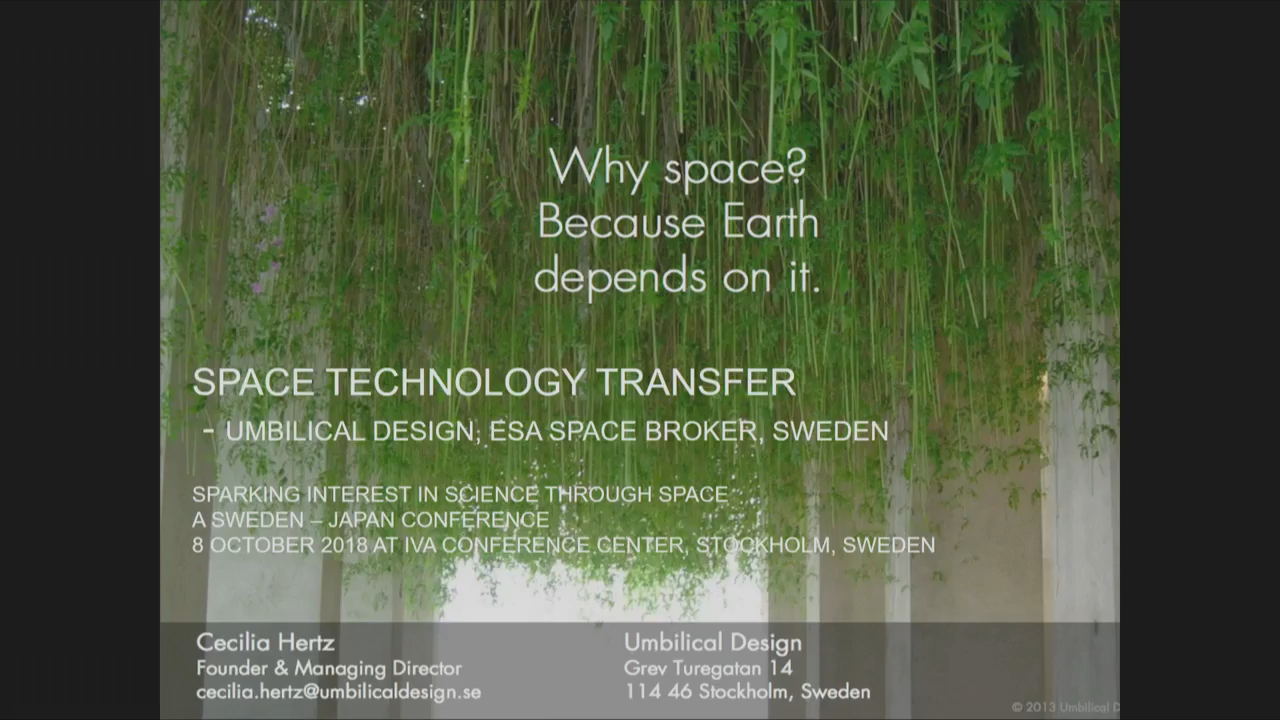 Why space?
Because Earth
depends on it.
SPACE TECHNOLOGY TRANSFER
- UMBILICAL DESIGN, ESA SPACE BROKER, SWEDEN
SPARKING INTEREST IN SCIENCE THROUGH SPACE
A SWEDEN – JAPAN CONFERENCE
8 OCTOBER 2018 AT IVA CONFERENCE CENTER, STOCKHOLM, SWEDEN
Cecilia Hertz
Founder & Managing Director
cecilia.hertz@umbilicaldesign.se
Umbilical Design
Grev Turegatan 14
114 46 Stockholm, Sweden
© 2013 Umbilical D